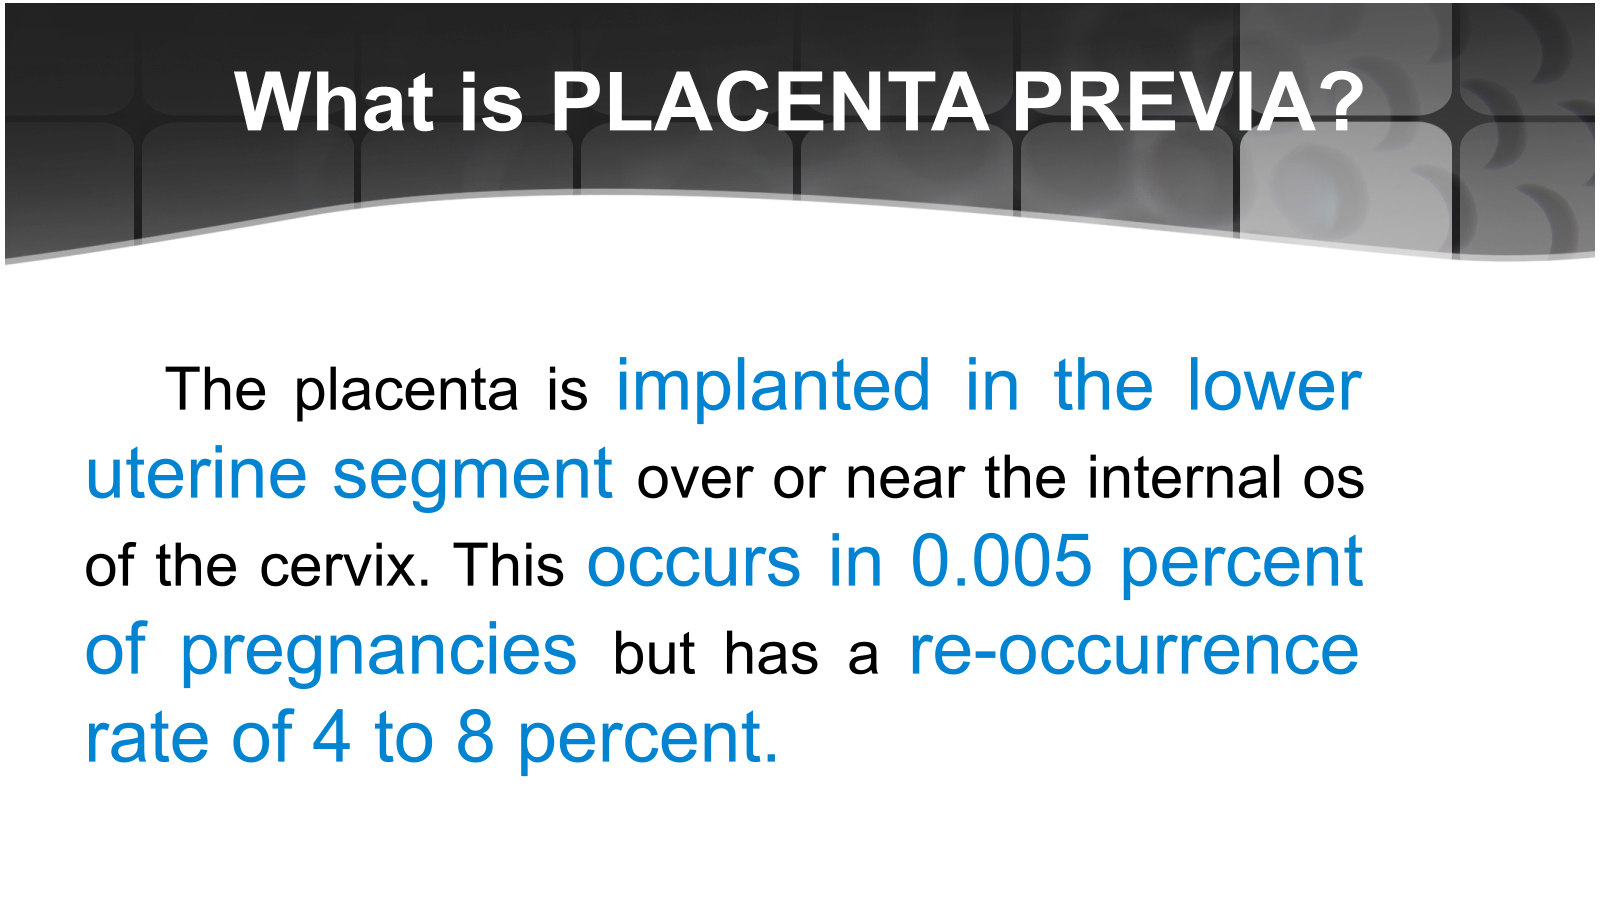 What is PLACENTA PREVIA?
The placenta is implanted in the lower
uterine segment over or near the internal os
of the cervix. This occurs in 0.005 percent
of pregnancies but has a re-occurrence
rate of 4 to 8 percent.